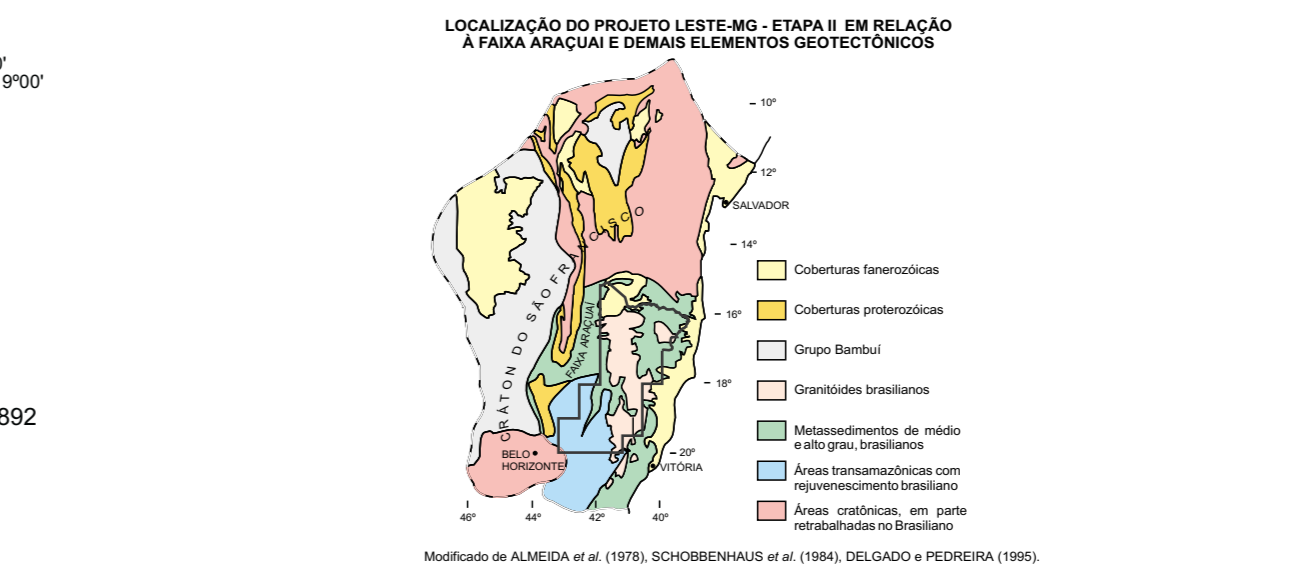 LOCALIZAÇÃO DO PROJETO LESTE-MG - ETAPA II EM RELAÇÃO
À FAIXA ARAÇUAI E DEMAIS ELEMENTOS GEOTECTÔNICOS
9º00'
892
10º
12º
SALVADOR
14º
16º
18º
20º
VITÓRIA
CRÁTON DO SÃO FRANCISCO
FAIXA ARAÇUAÍ
BELO
HORIZONTE
46º 44º 42º 40º
Coberturas fanerozóicas
Coberturas proterozóicas
Grupo Bambuí
Granitóides brasilianos
Metassedimentos de médio
e alto grau, brasilianos
Áreas transamazônicas com
rejuvenescimento brasiliano
Áreas cratônicas, em parte
retrabalhadas no Brasiliano
Modificado de ALMEIDA et al. (1978), SCHOBBENHAUS et al. (1984), DELGADO e PEDREIRA (1995).